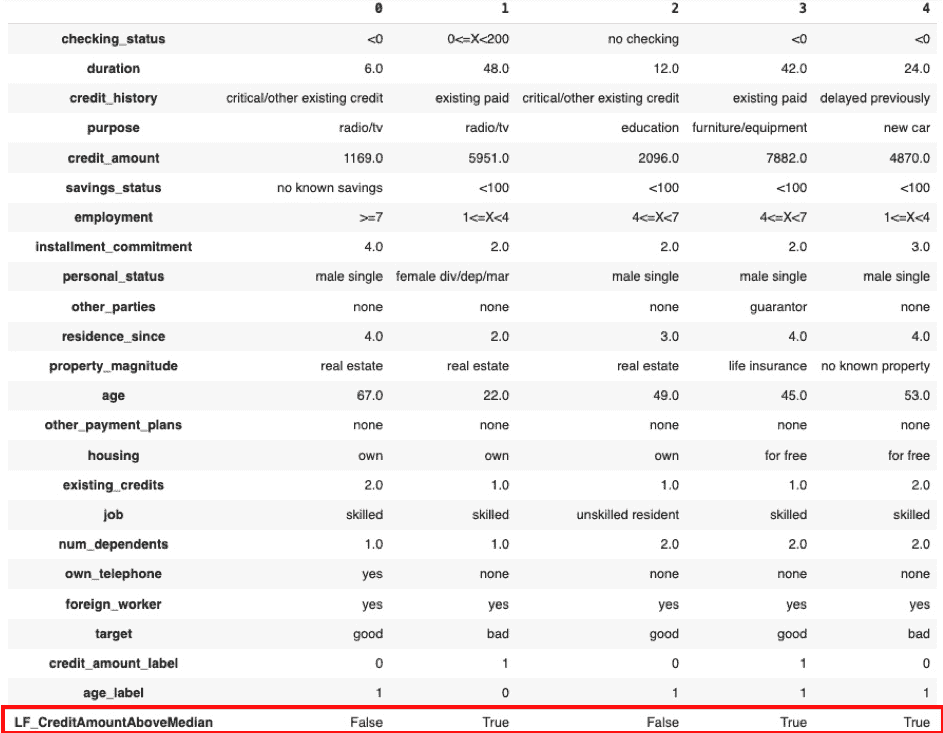 0 1 2 3 4
checking_status <0 0<=X<200 no checking <0 <0
duration 6.0 48.0 12.0 42.0 24.0
credit_history critical/other existing credit existing paid critical/other existing credit existing paid delayed previously
purpose radio/tv radio/tv education furniture/equipment new car
credit_amount 1169.0 5951.0 2096.0 7882.0 4870.0
savings_status no known savings <100 <100 <100 <100
employment >=7 1<=X<4 4<=X<7 4<=X<7 1<=X<4
installment_commitment 4.0 2.0 2.0 2.0 3.0
personal_status male single female div/dep/mar male single male single male single
other_parties none none none guarantor none
residence_since 4.0 2.0 3.0 4.0 4.0
property_magnitude real estate real estate real estate life insurance no known property
age 67.0 22.0 49.0 45.0 53.0
other_payment_plans none none none none none
housing own own own for free for free
existing_credits 2.0 1.0 1.0 1.0 2.0
job skilled skilled unskilled resident skilled skilled
num_dependents 1.0 1.0 2.0 2.0 2.0
own_telephone yes none none none none
foreign_worker yes yes yes yes yes
target good bad good good bad
credit_amount_label 0 1 0 1 0
age_label 1 0 1 1 1
LF_CreditAmountAboveMedian False True False True True